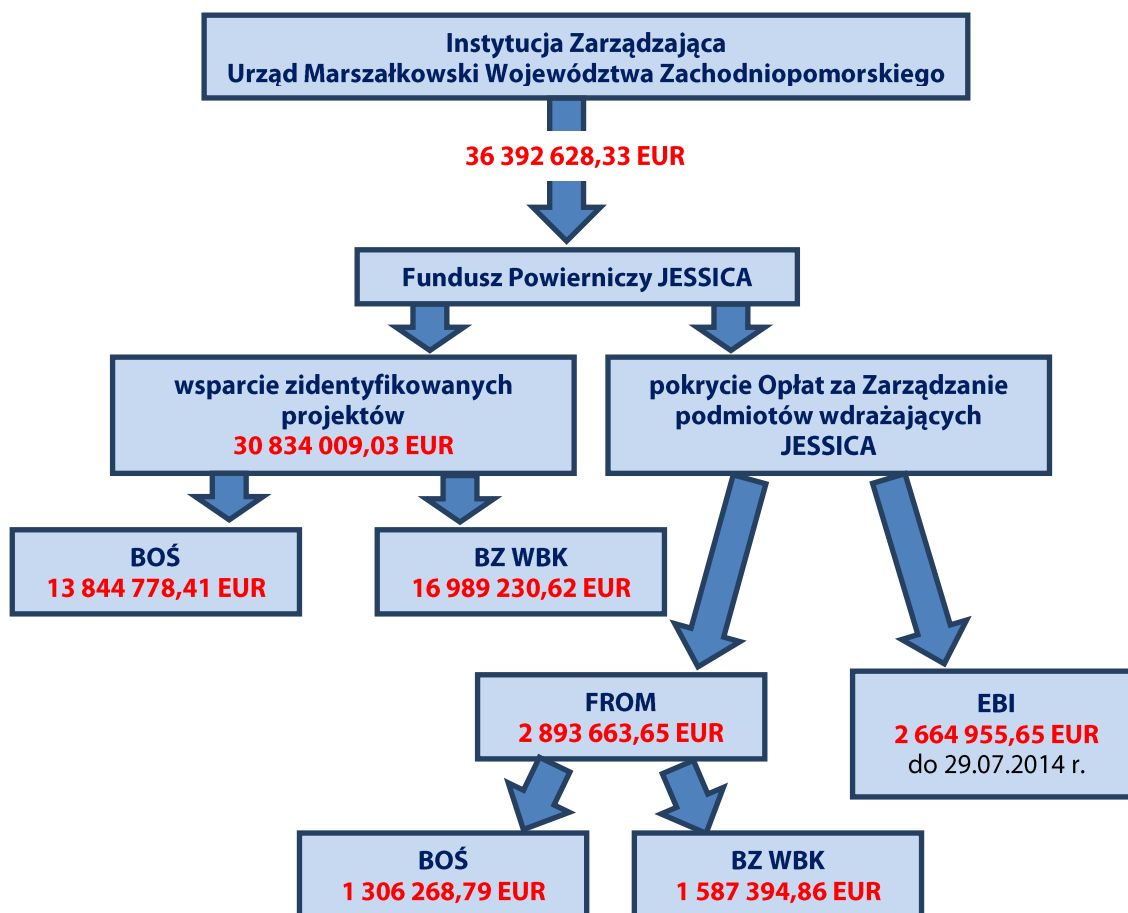 Instytucja Zarządzająca
Urząd Marszałkowski Województwa Zachodniopomorskiego
36 392 628,33 EUR
Fundusz Powierniczy JESSICA
wsparcie zidentyfikowanych
projektów
30 834 009,03 EUR
pokrycie Opłat za Zarządzanie
podmiotów wdrażających
JESSICA
BOŚ
13 844 778,41 EUR
BZ WBK
16 989 230,62 EUR
FROM
2 893 663,65 EUR
EBI
2 664 955,65 EUR
do 29.07.2014 r.
BOŚ
1 306 268,79 EUR
BZ WBK
1 587 394,86 EUR